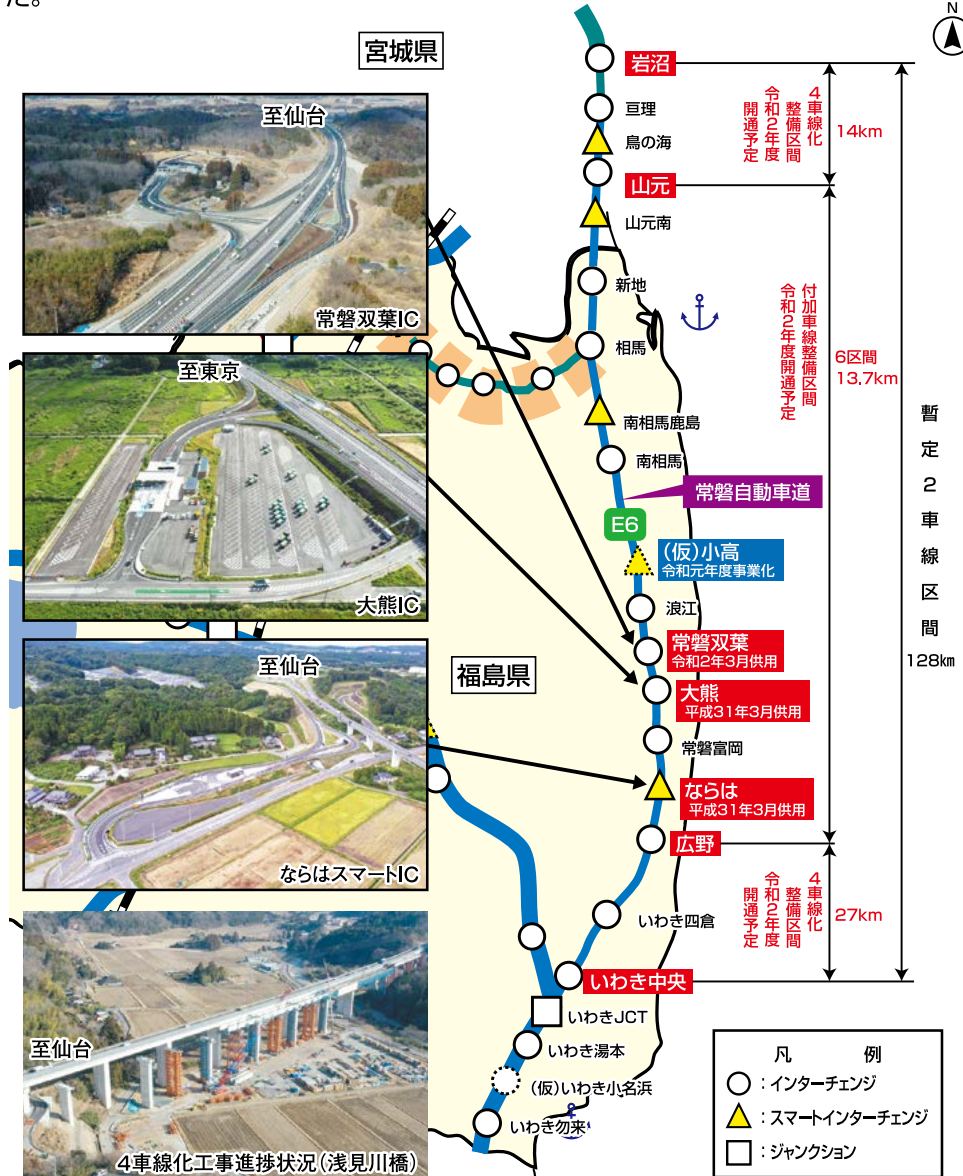 た。
宮城県
N
至仙台
常磐双葉IC
至東京
大熊IC
至仙台
ならはスマートIC
至仙台
4車線化工事進捗状況(浅見川橋)
福島県
岩沼
亘理
鳥の海
山元
山元南
新地
相馬
南相馬鹿島
南相馬
常磐自動車道
E6
(仮)小高
令和元年度事業化
浪江
常磐双葉
令和2年3月供用
大熊
平成31年3月供用
常磐富岡
ならは
平成31年3月供用
広野
いわき四倉
いわき中央
いわきJCT
いわき湯本
(仮)いわき小名浜
いわき勿来
4車線化
整備区間
令和2年度
開通予定
14km
付加車線整備区間
令和2年度開通予定
6区間
13.7km
4車線化
整備区間
令和2年度
開通予定
27km
暫定2車線区間
128km
凡 例
:インターチェンジ
:スマートインターチェンジ
:ジャンクション